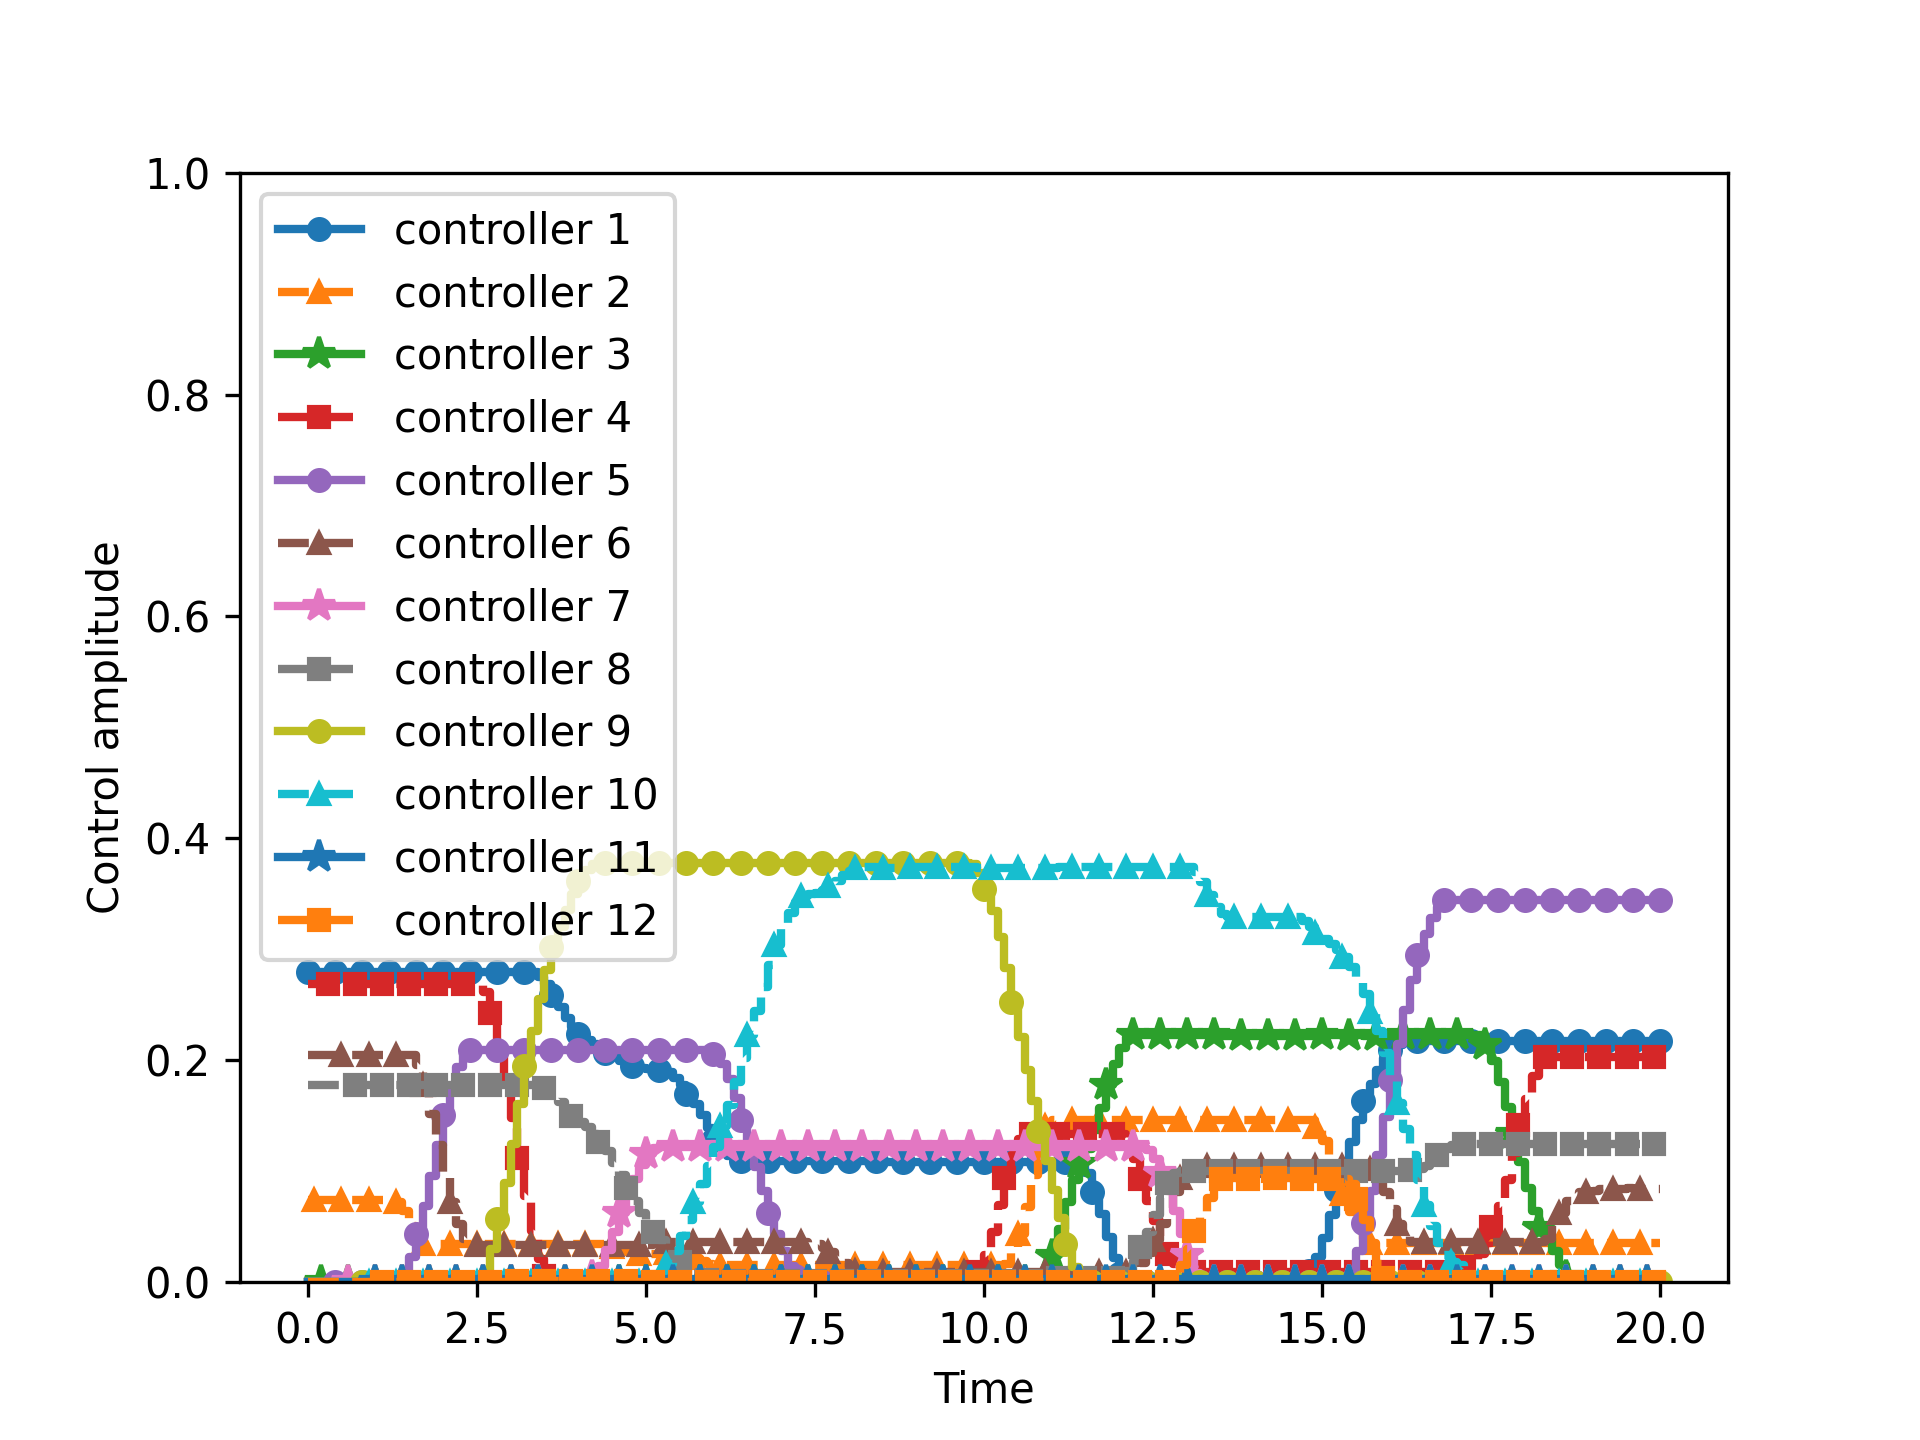 1.0
0.8
0.6
0.4
0.2
0.0
Control amplitude
controller 1
controller 2
controller 3
controller 4
controller 5
controller 6
controller 7
controller 8
controller 9
controller 10
controller 11
controller 12
0.0 2.5 5.0 7.5 10.0 12.5 15.0 17.5 20.0
Time